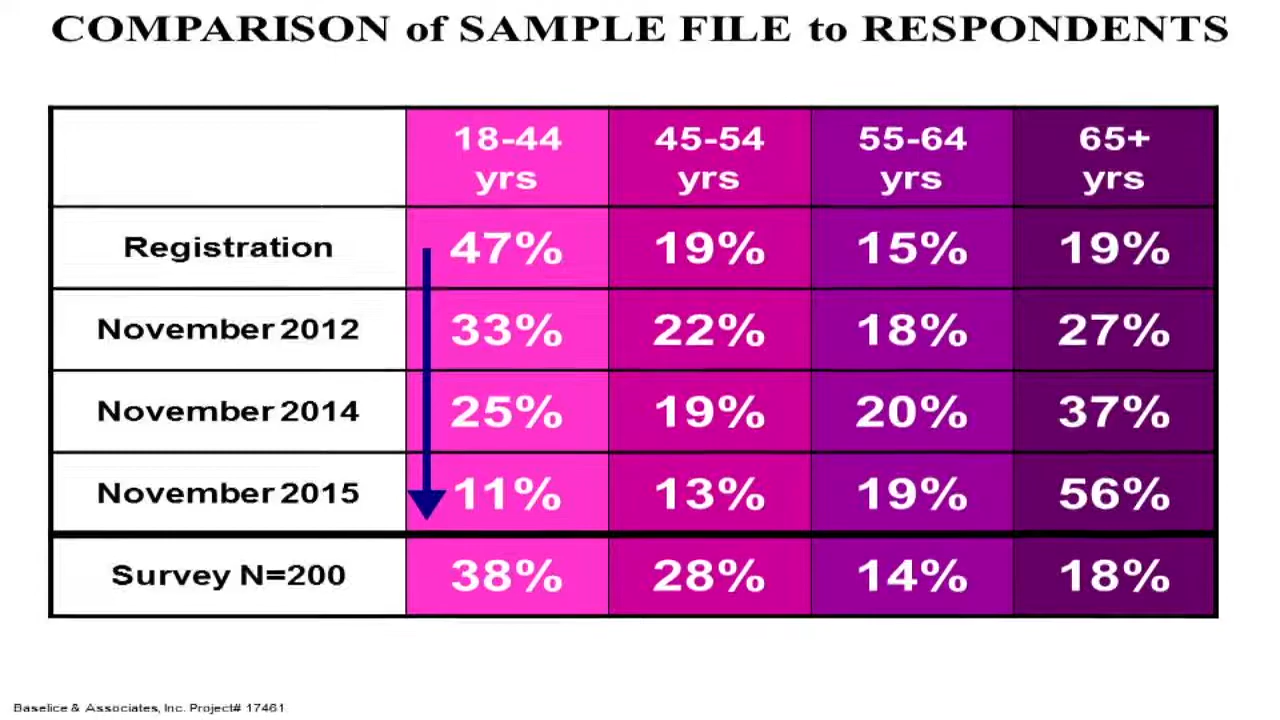 COMPARISON of SAMPLE FILE to RESPONDENTS
18-44 yrs 45-54 yrs 55-64 yrs 65+ yrs
Registration 47% 19% 15% 19%
November 2012 33% 22% 18% 27%
November 2014 25% 19% 20% 37%
November 2015 11% 13% 19% 56%
Survey N=200 38% 28% 14% 18%
Baselice & Associates, Inc. Project# 17461